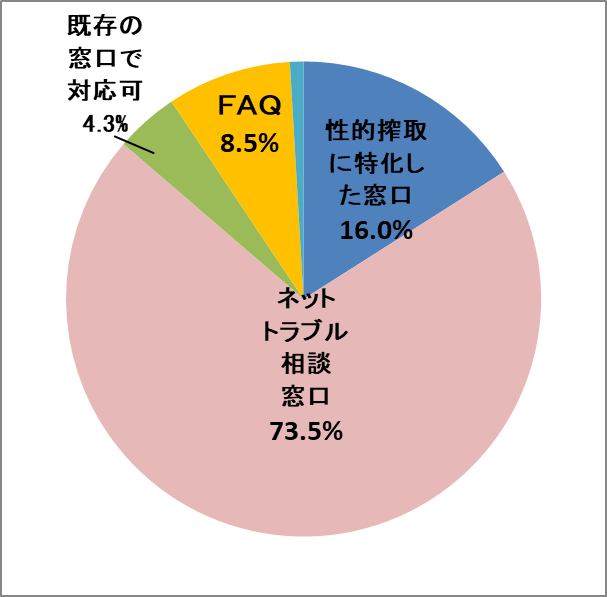 既存の
窓口で
対応可
4.3%
FAQ
8.5%
性的搾取
に特化し
た窓口
16.0%
ネット
トラブル
相談
窓口
73.5%